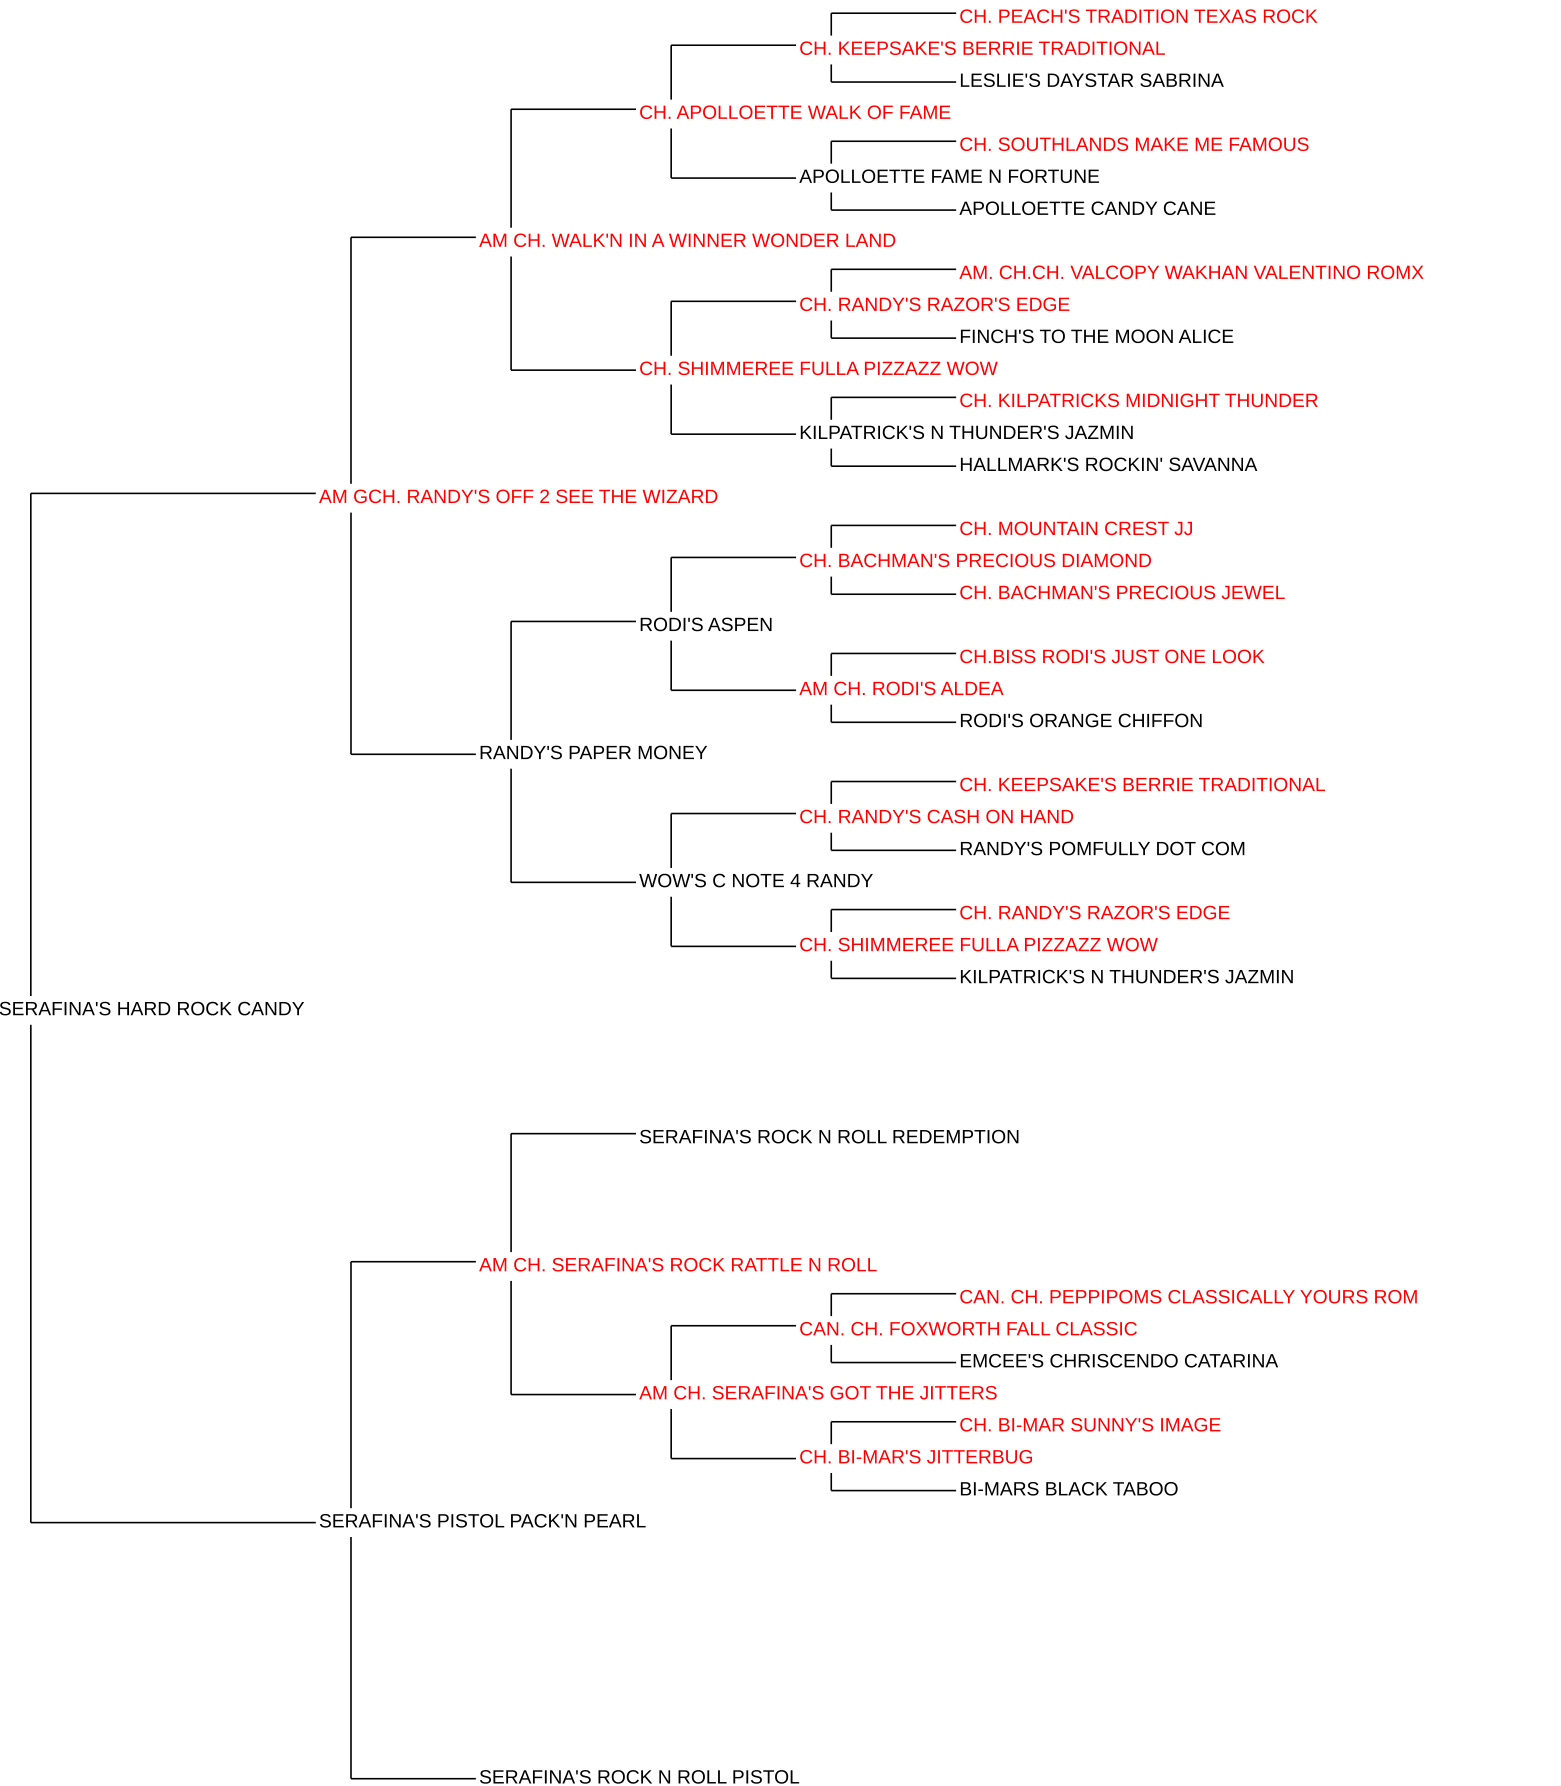 CH. PEACH'S TRADITION TEXAS ROCK
CH. KEEPSAKE'S BERRIE TRADITIONAL
LESLIE'S DAYSTAR SABRINA
CH. APOLLOETTE WALK OF FAME
CH. SOUTHLANDS MAKE ME FAMOUS
APOLLOETTE FAME N FORTUNE
APOLLOETTE CANDY CANE
AM CH. WALK'N IN A WINNER WONDER LAND
AM. CH.CH. VALCOPY WAKHAN VALENTINO ROMX
CH. RANDY'S RAZOR'S EDGE
FINCH'S TO THE MOON ALICE
CH. SHIMMEREE FULLA PIZZAZZ WOW
CH. KILPATRICKS MIDNIGHT THUNDER
KILPATRICK'S N THUNDER'S JAZMIN
HALLMARK'S ROCKIN' SAVANNA
AM GCH. RANDY'S OFF 2 SEE THE WIZARD
CH. MOUNTAIN CREST JJ
CH. BACHMAN'S PRECIOUS DIAMOND
CH. BACHMAN'S PRECIOUS JEWEL
RODI'S ASPEN
CH.BISS RODI'S JUST ONE LOOK
AM CH. RODI'S ALDEA
RODI'S ORANGE CHIFFON
RANDY'S PAPER MONEY
CH. KEEPSAKE'S BERRIE TRADITIONAL
CH. RANDY'S CASH ON HAND
RANDY'S POMFULLY DOT COM
WOW'S C NOTE 4 RANDY
CH. RANDY'S RAZOR'S EDGE
CH. SHIMMEREE FULLA PIZZAZZ WOW
KILPATRICK'S N THUNDER'S JAZMIN
SERAFINA'S HARD ROCK CANDY
SERAFINA'S ROCK N ROLL REDEMPTION
AM CH. SERAFINA'S ROCK RATTLE N ROLL
CAN. CH. PEPPIPOMS CLASSICALLY YOURS ROM
CAN. CH. FOXWORTH FALL CLASSIC
EMCEE'S CHRISCENDO CATARINA
AM CH. SERAFINA'S GOT THE JITTERS
CH. BI-MAR SUNNY'S IMAGE
CH. BI-MAR'S JITTERBUG
BI-MARS BLACK TABOO
SERAFINA'S PISTOL PACK'N PEARL
SERAFINA'S ROCK N ROLL PISTOL